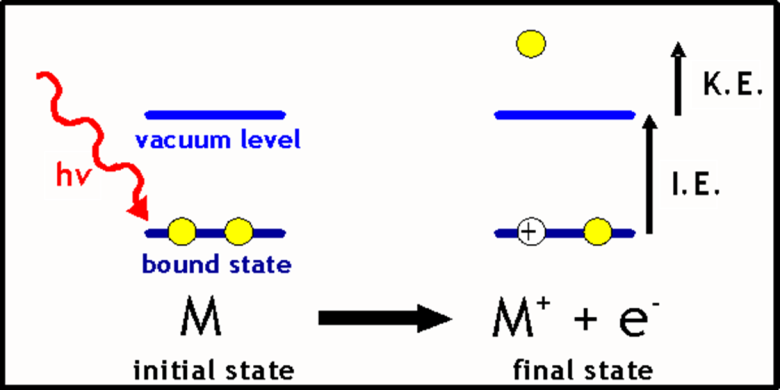 K.E.
vacuum level
hν
I.E.
+
bound state
M
M⁺ + e⁻
initial state
final state